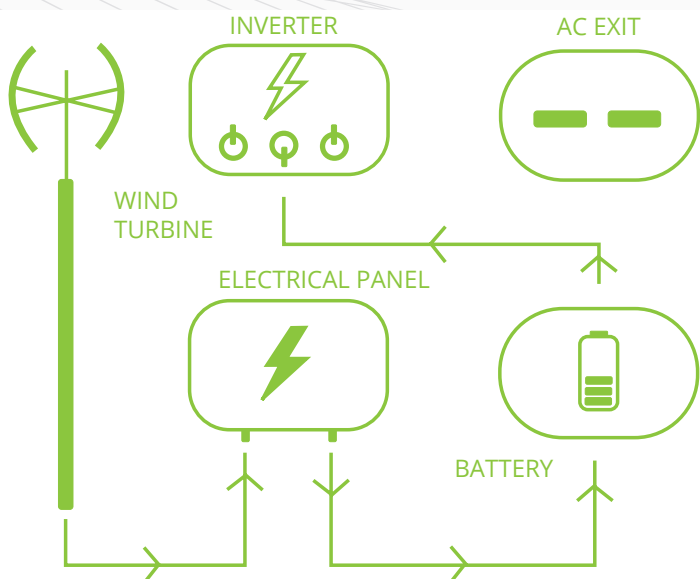 INVERTER
AC EXIT
WIND
TURBINE
ELECTRICAL PANEL
BATTERY